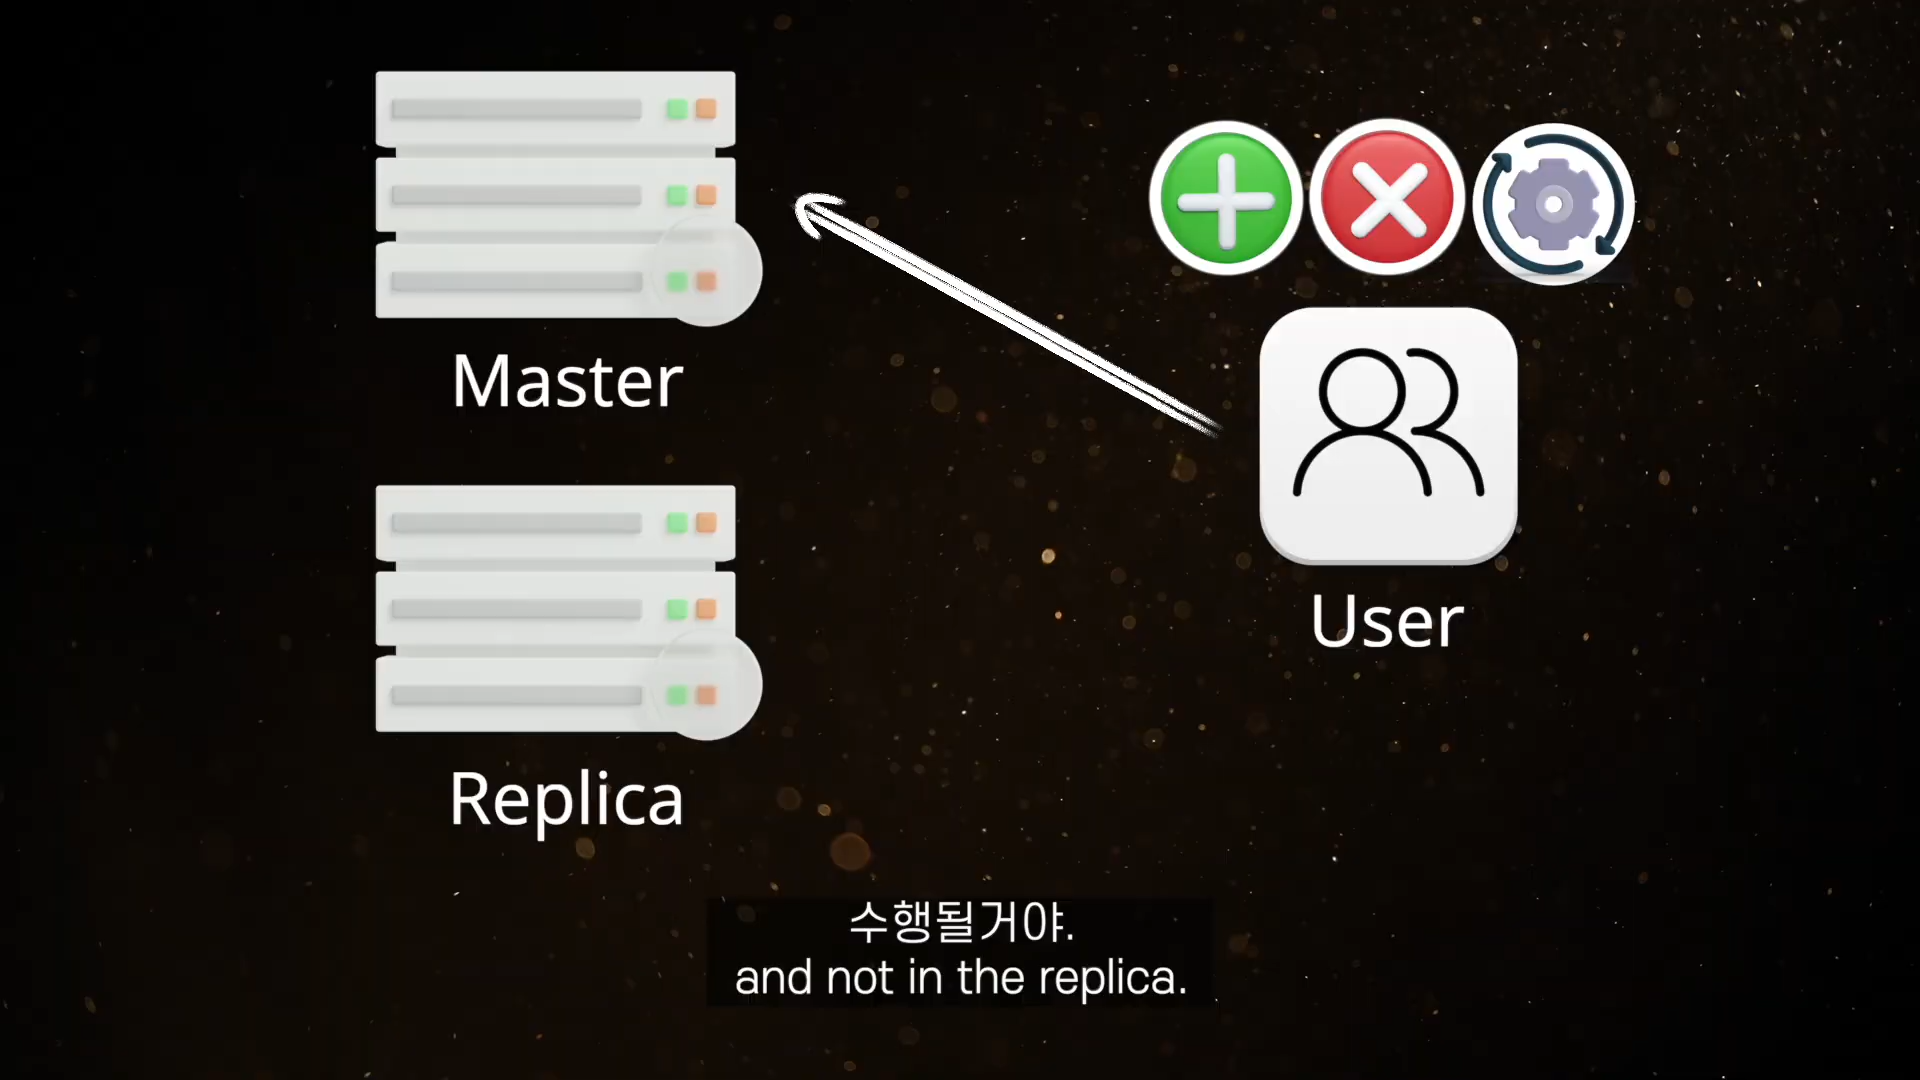 Master
User
Replica
수행될거야.
and not in the replica.